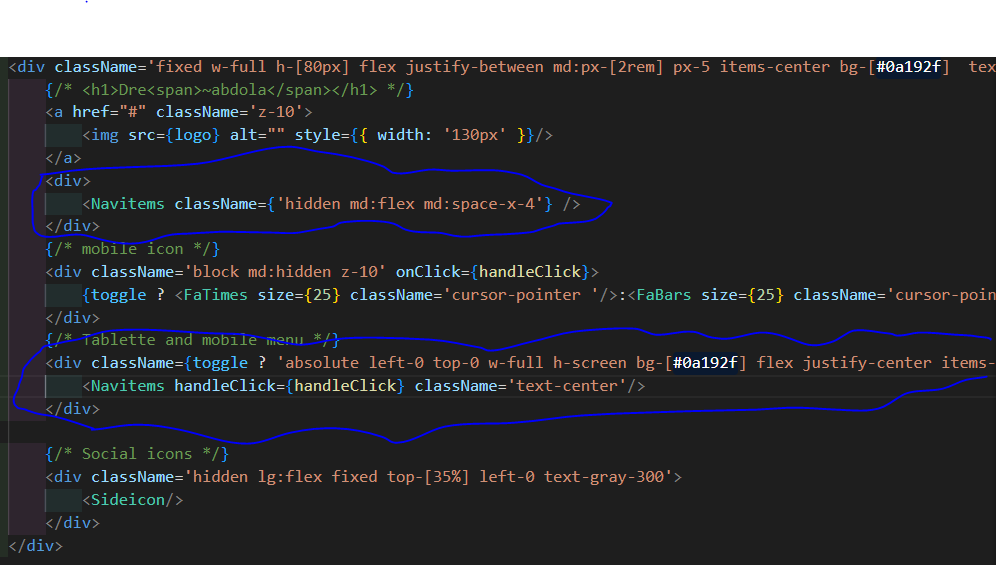 <div className='fixed w-full h-[80px] flex justify-between md:px-[2rem] px-5 items-center bg-[#0a192f]  tex
{/* <h1>Dre<span>~abdola</span></h1> */}
<a href="#" className='z-10'>
<img src={logo} alt="" style={{ width: '130px' }}/>
</a>
<div>
<Navitems className={'hidden md:flex md:space-x-4'} />
</div>
{/* mobile icon */}
<div className='block md:hidden z-10' onClick={handleClick}>
{toggle ? <FaTimes size={25} className='cursor-pointer '/>:<FaBars size={25} className='cursor-poin
</div>
{/* Tablette and mobile menu */}
<div className={toggle ? 'absolute left-0 top-0 w-full h-screen bg-[#0a192f] flex justify-center items-
<Navitems handleClick={handleClick} className='text-center'/>
</div>
{/* Social icons */}
<div className='hidden lg:flex fixed top-[35%] left-0 text-gray-300'>
<Sideicon/>
</div>
</div>